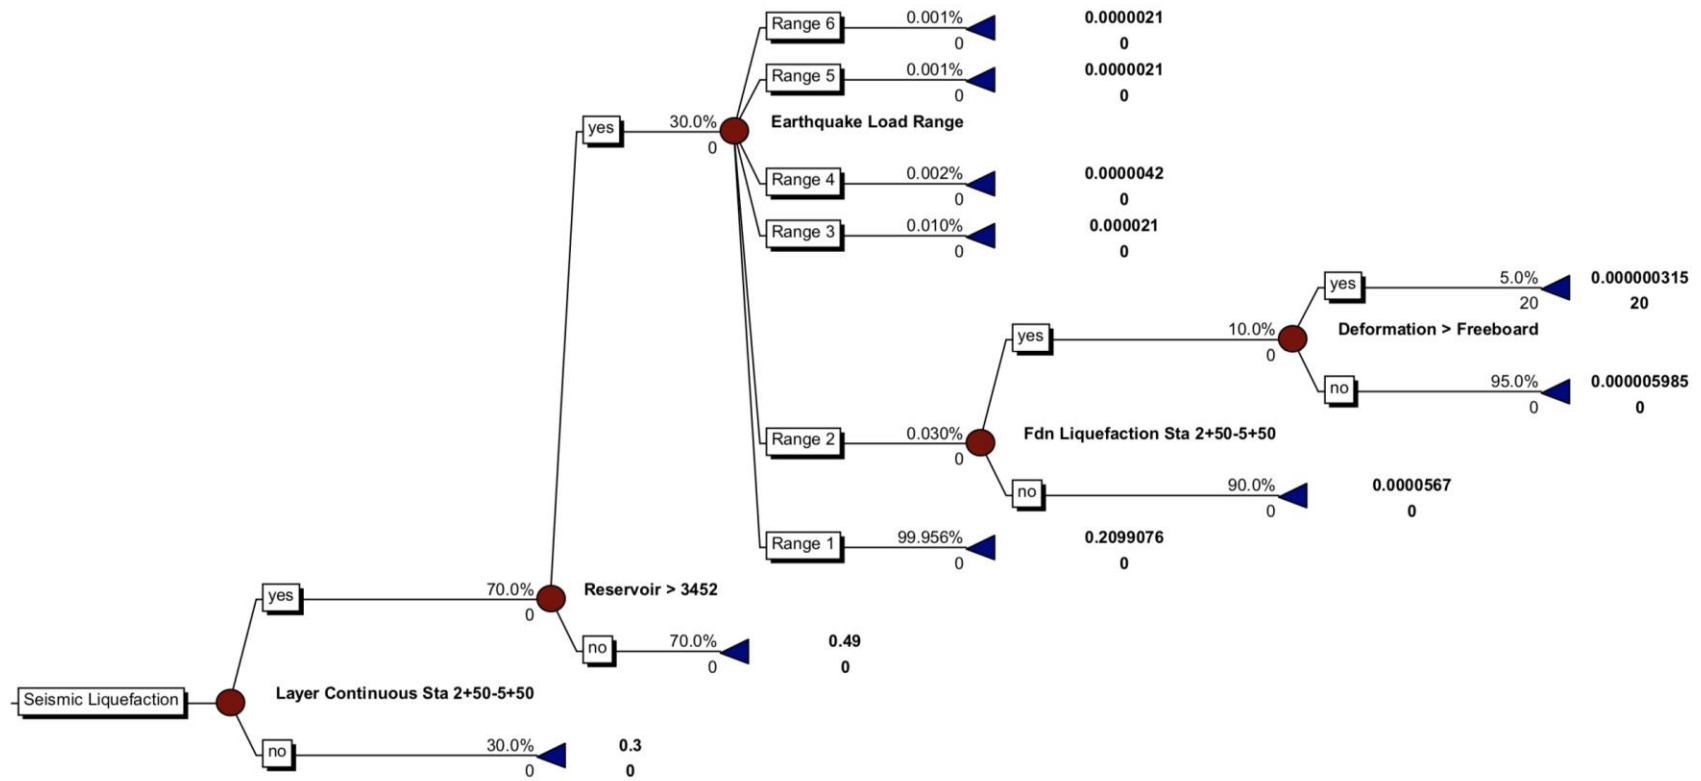 Range 6 0.001% 0.0000021
0 0
Range 5 0.001% 0.0000021
0 0
yes 30.0% Earthquake Load Range
0
Range 4 0.002% 0.0000042
0 0
Range 3 0.010% 0.000021
0 0
yes 5.0% 0.000000315
20 20
yes 10.0% Deformation > Freeboard
0
no 95.0% 0.000005985
0 0
Range 2 0.030% Fdn Liquefaction Sta 2+50-5+50
0
no 90.0% 0.0000567
0 0
Range 1 99.956% 0.2099076
0 0
yes 70.0% Reservoir > 3452
0
no 70.0% 0.49
0 0
Seismic Liquefaction Layer Continuous Sta 2+50-5+50
no 30.0% 0.3
0 0